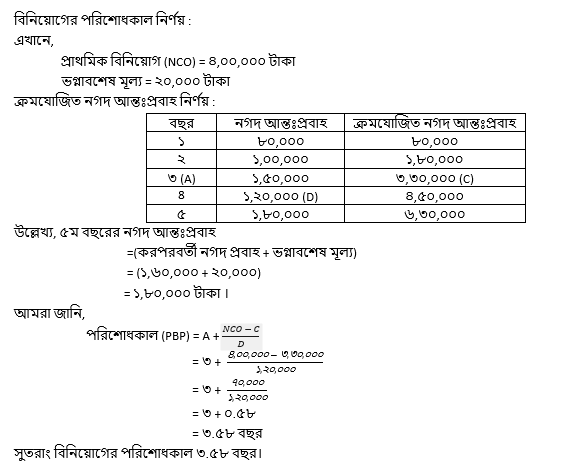 বিনিয়োগের পরিশোধকাল নির্ণয় :
এখানে,
প্রাথমিক বিনিয়োগ (NCO) = ৪,০০,০০০ টাকা
ভগ্নাবশেষ মূল্য = ২০,০০০ টাকা
ক্রমযোজিত নগদ আন্তঃপ্রবাহ নির্ণয় :
বছর নগদ আন্তঃপ্রবাহ ক্রমযোজিত নগদ আন্তঃপ্রবাহ
১ ৮০,০০০ ৮০,০০০
২ ১,০০,০০০ ১,৮০,০০০
৩ (A) ১,৫০,০০০ ৩,৩০,০০০ (C)
৪ ১,২০,০০০ (D) ৪,৫০,০০০
৫ ১,৮০,০০০ ৬,৩০,০০০
উল্লেখ্য, ৫ম বছরের নগদ আন্তঃপ্রবাহ
=(করপরবর্তী নগদ প্রবাহ + ভগ্নাবশেষ মূল্য)
= (১,৬০,০০০ + ২০,০০০)
= ১,৮০,০০০ টাকা ।
আমরা জানি,
পরিশোধকাল (PBP) = A + (NCO − C)/D
= ৩ + (৪,০০,০০০ − ৩,৩০,০০০)/১,২০,০০০
= ৩ + ৭০,০০০/১,২০,০০০
= ৩ + ০.৫৮
= ৩.৫৮ বছর
সুতরাং বিনিয়োগের পরিশোধকাল ৩.৫৮ বছর।